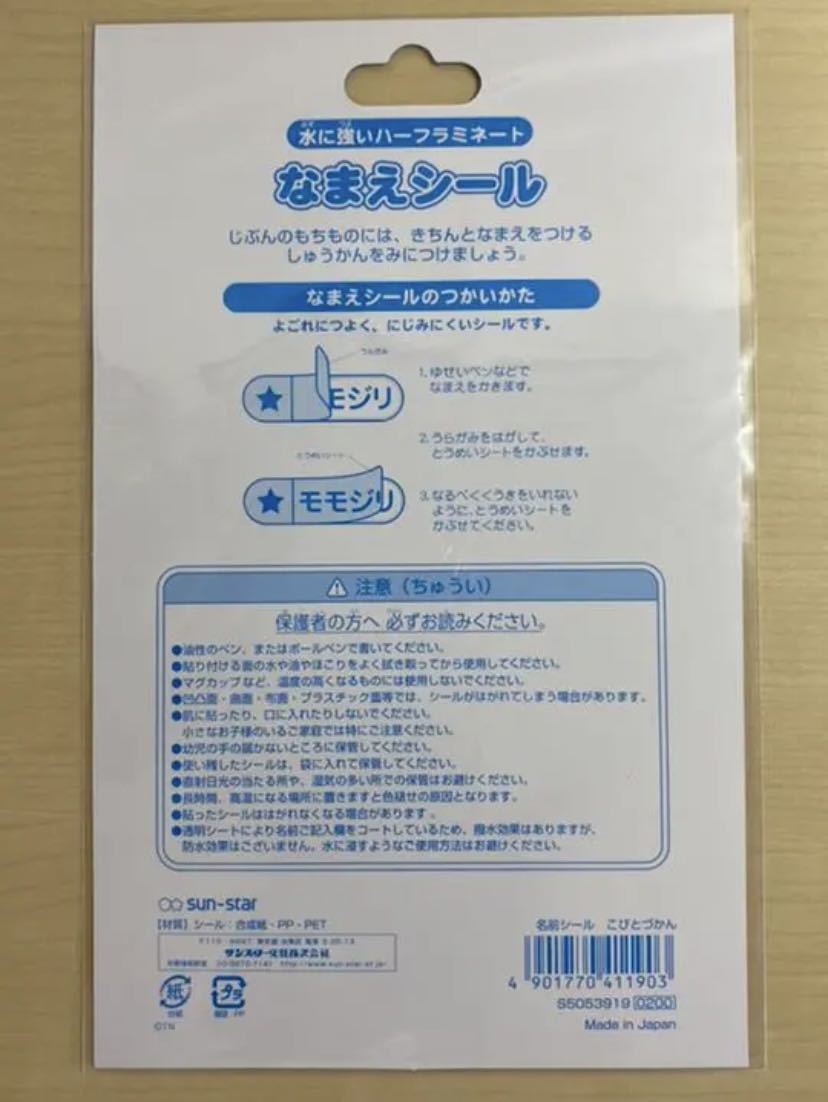 水に強いハーフラミネート
なまえシール
じぶんのもちものには、きちんとなまえをつける
しゅうかんをみにつけましょう。
なまえシールのつかいかた
よごれにつよく、にじみにくいシールです。
うらがみ
モジリ
1. ゆせいペンなどで
なまえをかきます。
2. うらがみをはがして、
とうめいシートをかぶせます。
とうめいシート
モモジリ
3. なるべくくうきをいれない
ように、とうめいシートを
かぶせてください。
注意（ちゅうい）
保護者の方へ 必ずお読みください。
●油性のペン、またはボールペンで書いてください。
●貼り付ける面の水や油やほこりをよく拭き取ってから使用してください。
●マグカップなど、温度の高くなるものには使用しないでください。
●凹凸面・曲面・布面・プラスチック面等では、シールがはがれてしまう場合があります。
●肌に貼ったり、口に入れたりしないでください。
小さなお子様のいるご家庭では特にご注意ください。
●幼児の手の届かないところに保管してください。
●使い残したシールは、袋に入れて保管してください。
●直射日光の当たる所や、湿気の多い所での保管はお避けください。
●長時間、高温になる場所に置きますと色褪せの原因となります。
●貼ったシールははがれなくなる場合があります。
●透明シートにより名前ご記入欄をコートしているため、撥水効果はありますが、
防水効果はございません。水に浸すようなご使用方法はお避けください。
sun-star
【材質】シール：合成紙・PP・PET
サンスター文具株式会社
http://www.sun-star-st.jp/
紙
台紙
プラ
PP
©TN
名前シール こびとづかん
4 901770 411903
S5053919 0200
Made in Japan